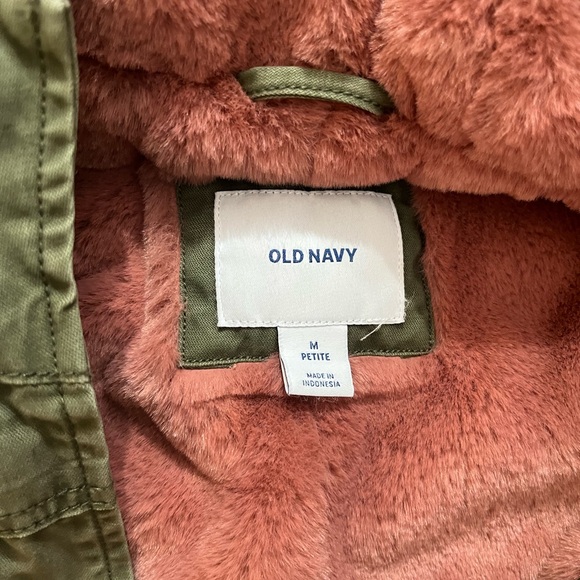 OLD NAVY
M
PETITE
MADE IN
INDONESIA